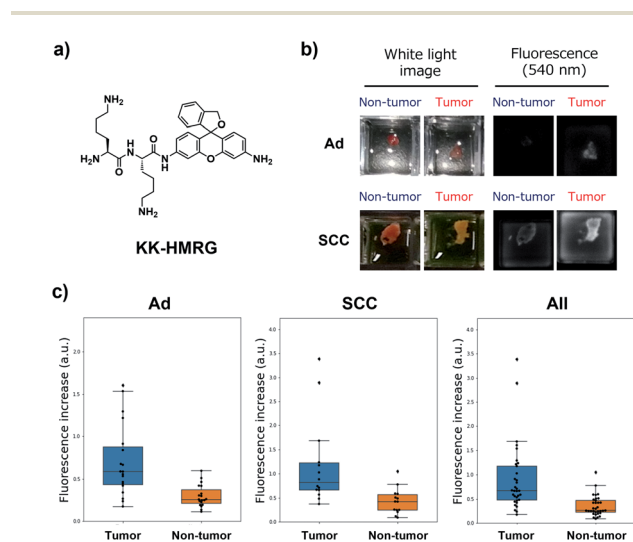 a)
NH2
H2N
O
H
N
O
N
H
NH2
O
O
NH2
KK-HMRG
b)
White light
image
Fluorescence
(540 nm)
Non-tumor
Tumor
Non-tumor
Tumor
Ad
Non-tumor
Tumor
Non-tumor
Tumor
SCC
c)
Ad
Fluorescence increase (a.u.)
2.0
1.5
1.0
0.5
0.0
Tumor
Non-tumor
SCC
Fluorescence increase (a.u.)
4.0
3.5
3.0
2.5
2.0
1.5
1.0
0.5
0.0
Tumor
Non-tumor
All
Fluorescence increase (a.u.)
4.0
3.5
3.0
2.5
2.0
1.5
1.0
0.5
0.0
Tumor
Non-tumor